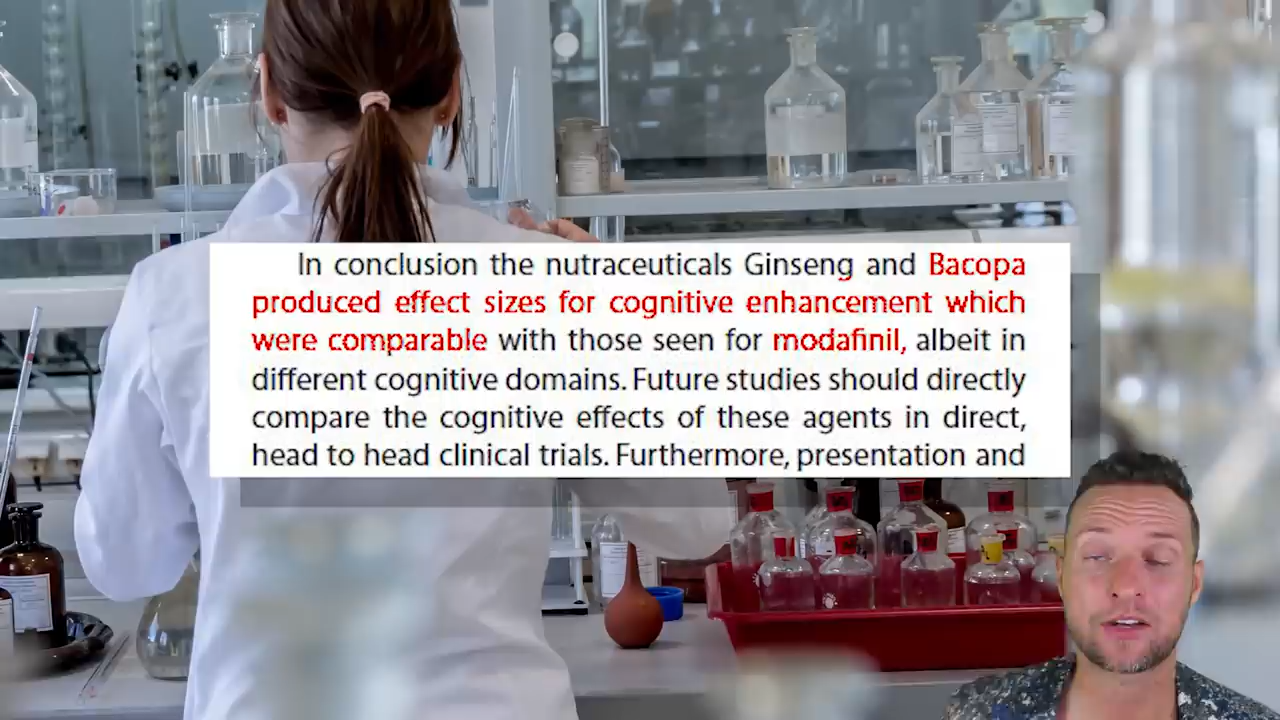 In conclusion the nutraceuticals Ginseng and Bacopa
produced effect sizes for cognitive enhancement which
were comparable with those seen for modafinil, albeit in
different cognitive domains. Future studies should directly
compare the cognitive effects of these agents in direct,
head to head clinical trials. Furthermore, presentation and